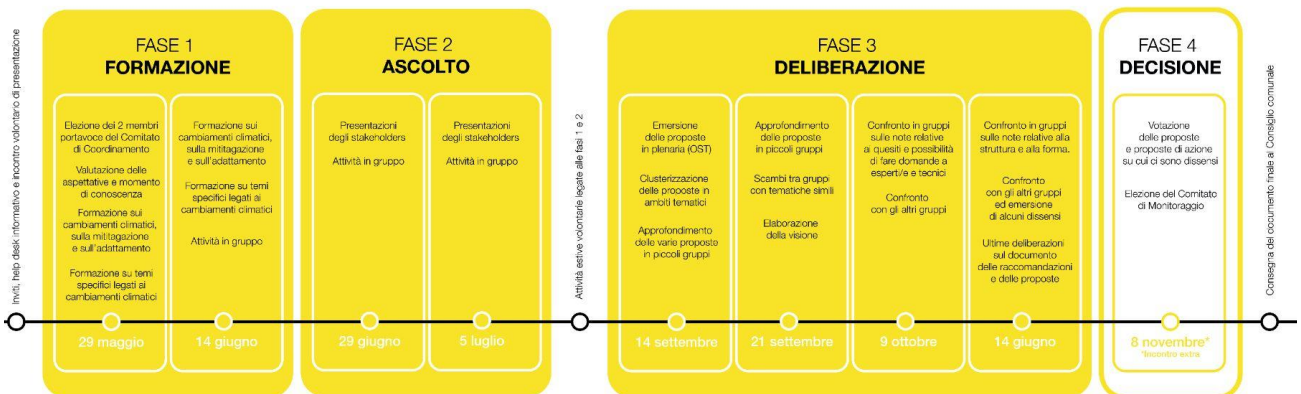 Inviti, help desk informativo e incontro volontario di presentazione
FASE 1
FORMAZIONE
Elezione dei 2 membri
portavoce del Comitato
di Coordinamento
Valutazione delle
aspettative e momento
di conoscenza
Formazione sui
cambiamenti climatici,
sulla mititagazione
e sull'adattamento
Formazione su temi
specifici legati ai
cambiamenti climatici
29 maggio
Formazione sui
cambiamenti climatici,
sulla mititagazione
e sull'adattamento
Formazione su temi
specifici legati ai
cambiamenti climatici
Attività in gruppo
14 giugno
FASE 2
ASCOLTO
Presentazioni
degli stakeholders
Attività in gruppo
29 giugno
Presentazioni
degli stakeholders
Attività in gruppo
5 luglio
Attività estive volontarie legate alle fasi 1 e 2
FASE 3
DELIBERAZIONE
Emersione
delle proposte
in plenaria (OST)
Clusterizzazione
delle proposte in
ambiti tematici
Approfondimento
delle varie proposte
in piccoli gruppi
14 settembre
Approfondimento
delle proposte
in piccoli gruppi
Scambi tra gruppi
con tematiche simili
Elaborazione
della visione
21 settembre
Confronto in gruppi
sulle note relative
ai quesiti e possibilità
di fare domande a
esperti/e e tecnici
Confronto
con gli altri gruppi
9 ottobre
Confronto in gruppi
sulle note relative alla
struttura e alla forma.
Confronto
con gli altri gruppi
ed emersione
di alcuni dissensi
Ultime deliberazioni
sul documento
delle raccomandazioni
e delle proposte
14 giugno
FASE 4
DECISIONE
Votazione
delle proposte
e proposte di azione
su cui ci sono dissensi
Elezione del Comitato
di Monitoraggio
8 novembre*
*Incontro extra
Consegna del documento finale al Consiglio comunale